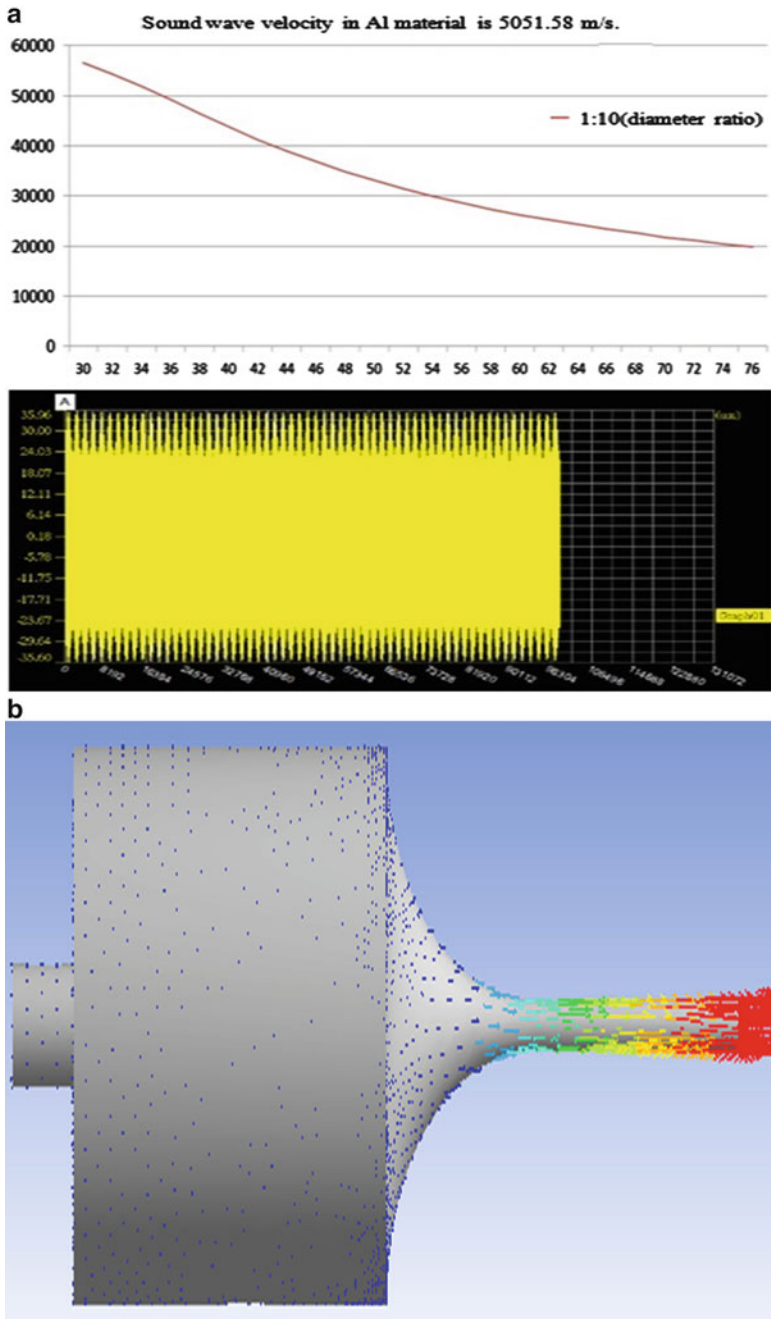 a
Sound wave velocity in Al material is 5051.58 m/s.
60000
50000
40000
30000
20000
10000
0
1:10(diameter ratio)
30 32 34 36 38 40 42 44 46 48 50 52 54 56 58 60 62 64 66 68 70 72 74 76
A
35.96
30.00
24.03
18.07
12.11
6.14
0.18
-5.78
-11.75
-17.71
-23.67
-29.64
-35.60
Graph01
0 8192 16384 24576 32768 40960 49152 57344 65536 73728 81920 90112 98304 106496 114688 122880 131072
b